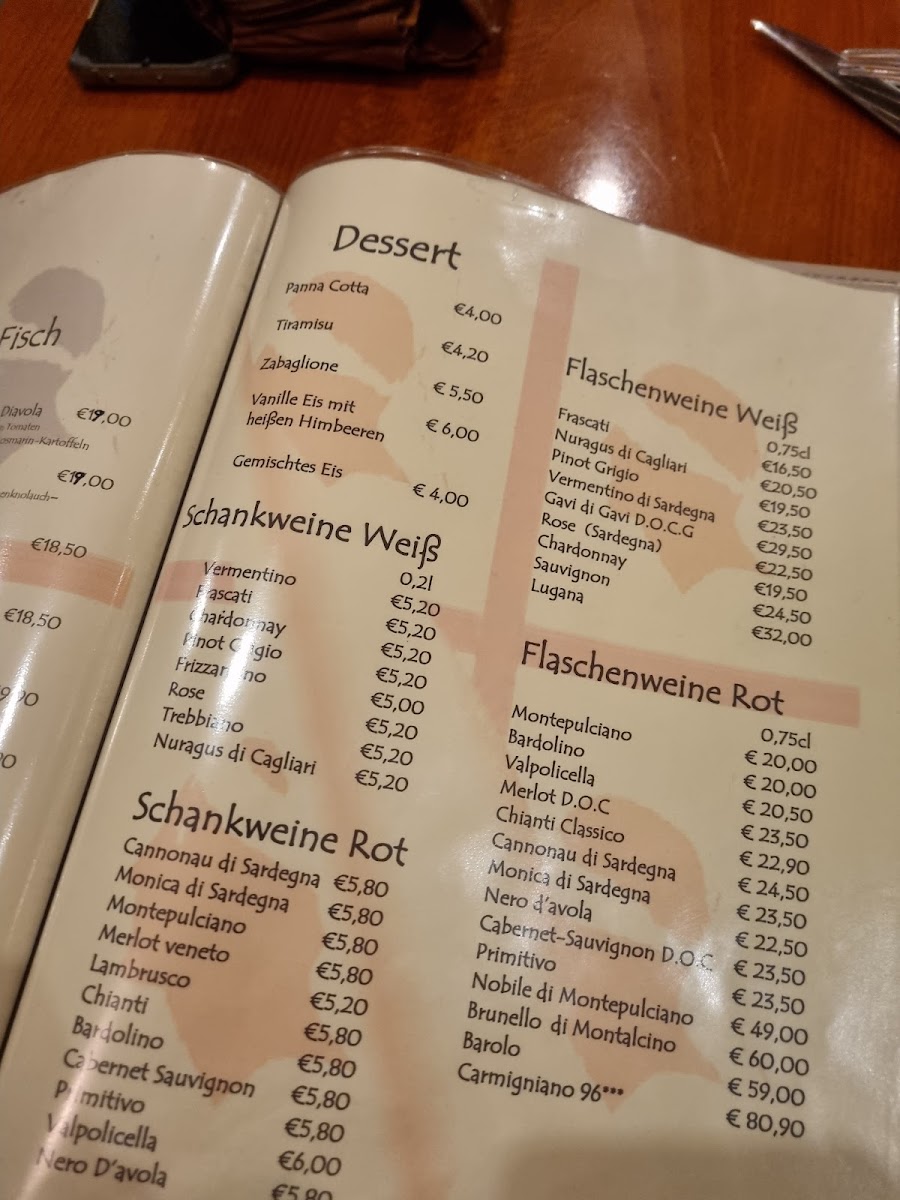 Fisch
Diavola €19,00
Tomaten
€19,00
€18,50
€18,50
Dessert
Panna Cotta €4,00
Tiramisu €4,20
Zabaglione €5,50
Vanille Eis mit
heißen Himbeeren €6,00
Gemischtes Eis €4,00
Schankweine Weiß
0,2l
Vermentino €5,20
Frascati €5,20
Chardonnay €5,20
Pinot Grigio €5,20
Frizzantino €5,00
Rose €5,20
Trebbiano €5,20
Nuragus di Cagliari €5,20
Schankweine Rot
Cannonau di Sardegna €5,80
Monica di Sardegna €5,80
Montepulciano €5,80
Merlot veneto €5,80
Lambrusco €5,20
Chianti €5,80
Bardolino €5,80
Cabernet Sauvignon €5,80
Primitivo €5,80
Valpolicella €6,00
Nero D'avola €5,80
Flaschenweine Weiß
0,75cl
Frascati €16,50
Nuragus di Cagliari €20,50
Pinot Grigio €19,50
Vermentino di Sardegna €23,50
Gavi di Gavi D.O.C.G €29,50
Rose (Sardegna) €22,50
Chardonnay €19,50
Sauvignon €24,50
Lugana €32,00
Flaschenweine Rot
0,75cl
Montepulciano €20,00
Bardolino €20,00
Valpolicella €20,50
Merlot D.O.C €23,50
Chianti Classico €22,90
Cannonau di Sardegna €24,50
Monica di Sardegna €23,50
Nero d'avola €22,50
Cabernet-Sauvignon D.O.C €23,50
Primitivo €23,50
Nobile di Montepulciano €49,00
Brunello di Montalcino €60,00
Barolo €59,00
Carmigniano 96*** €80,90